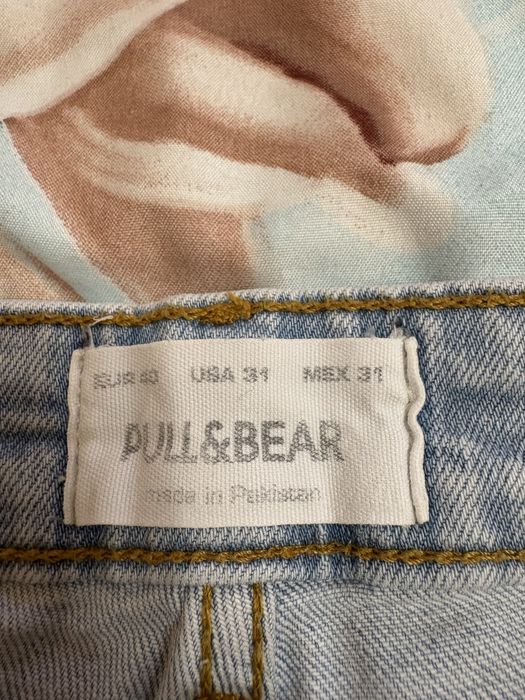 EUR 40 USA 31 MEX 31
PULL&BEAR
made in Pakistan